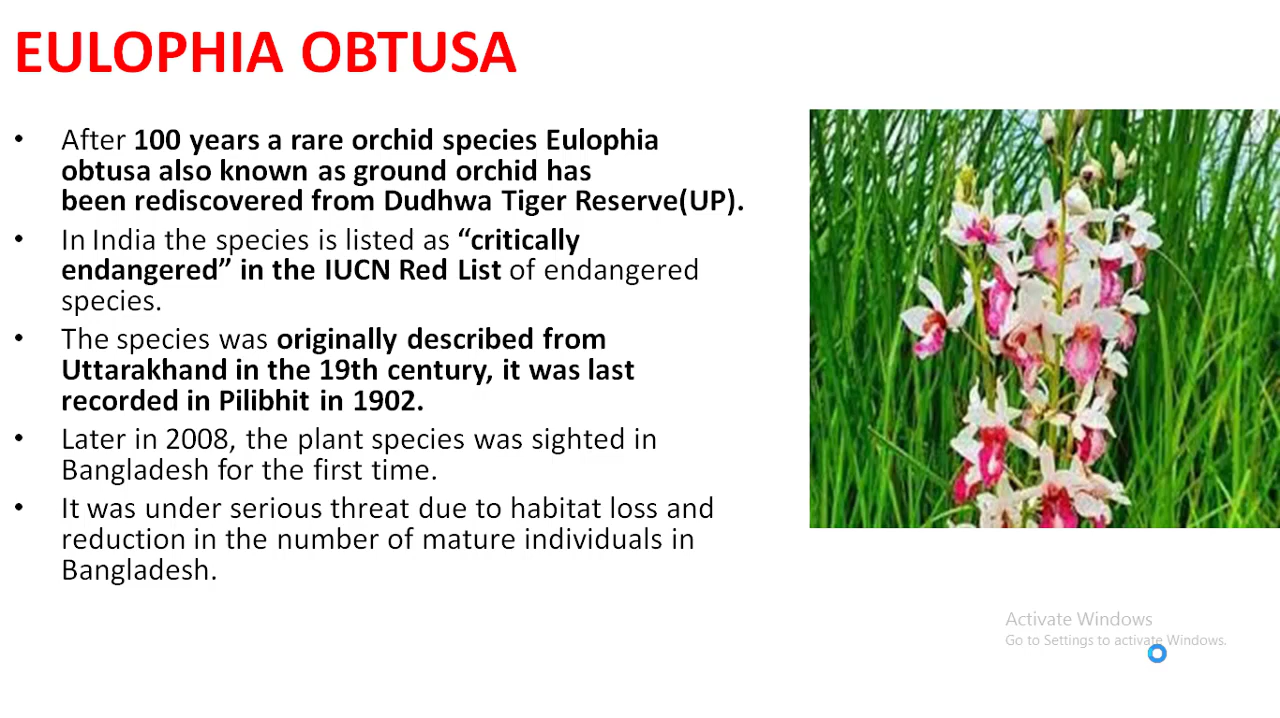 EULOPHIA OBTUSA
• After 100 years a rare orchid species Eulophia
obtusa also known as ground orchid has
been rediscovered from Dudhwa Tiger Reserve(UP).
• In India the species is listed as “critically
endangered” in the IUCN Red List of endangered
species.
• The species was originally described from
Uttarakhand in the 19th century, it was last
recorded in Pilibhit in 1902.
• Later in 2008, the plant species was sighted in
Bangladesh for the first time.
• It was under serious threat due to habitat loss and
reduction in the number of mature individuals in
Bangladesh.
Activate Windows
Go to Settings to activate Windows.